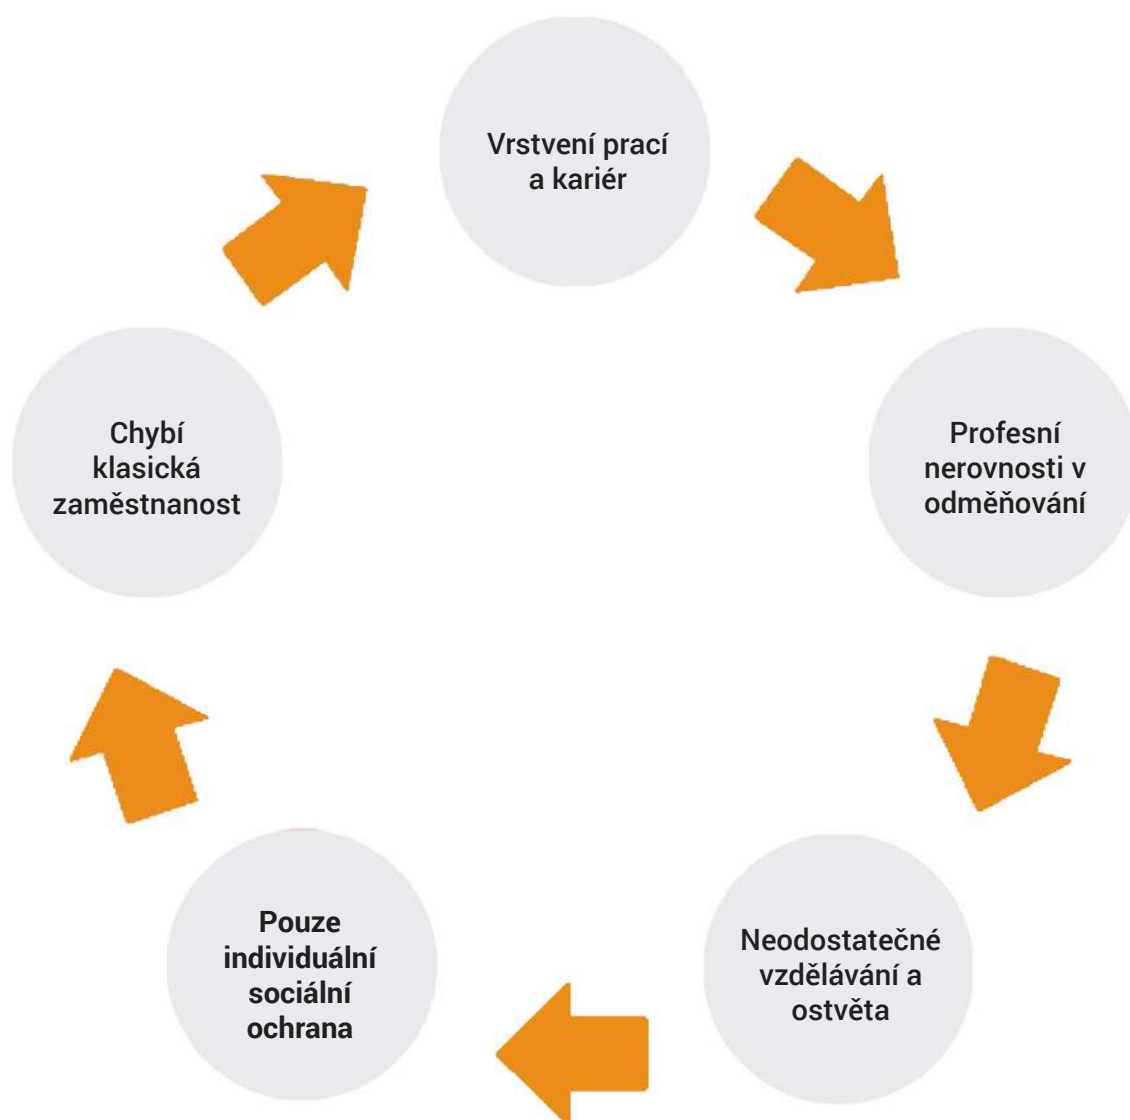 Vrstvení prací
a kariér
Profesní
nerovnosti v
odměňování
Neodostatečné
vzdělávání a
ostvěta
Pouze
individuální
sociální
ochrana
Chybí
klasická
zaměstnanost